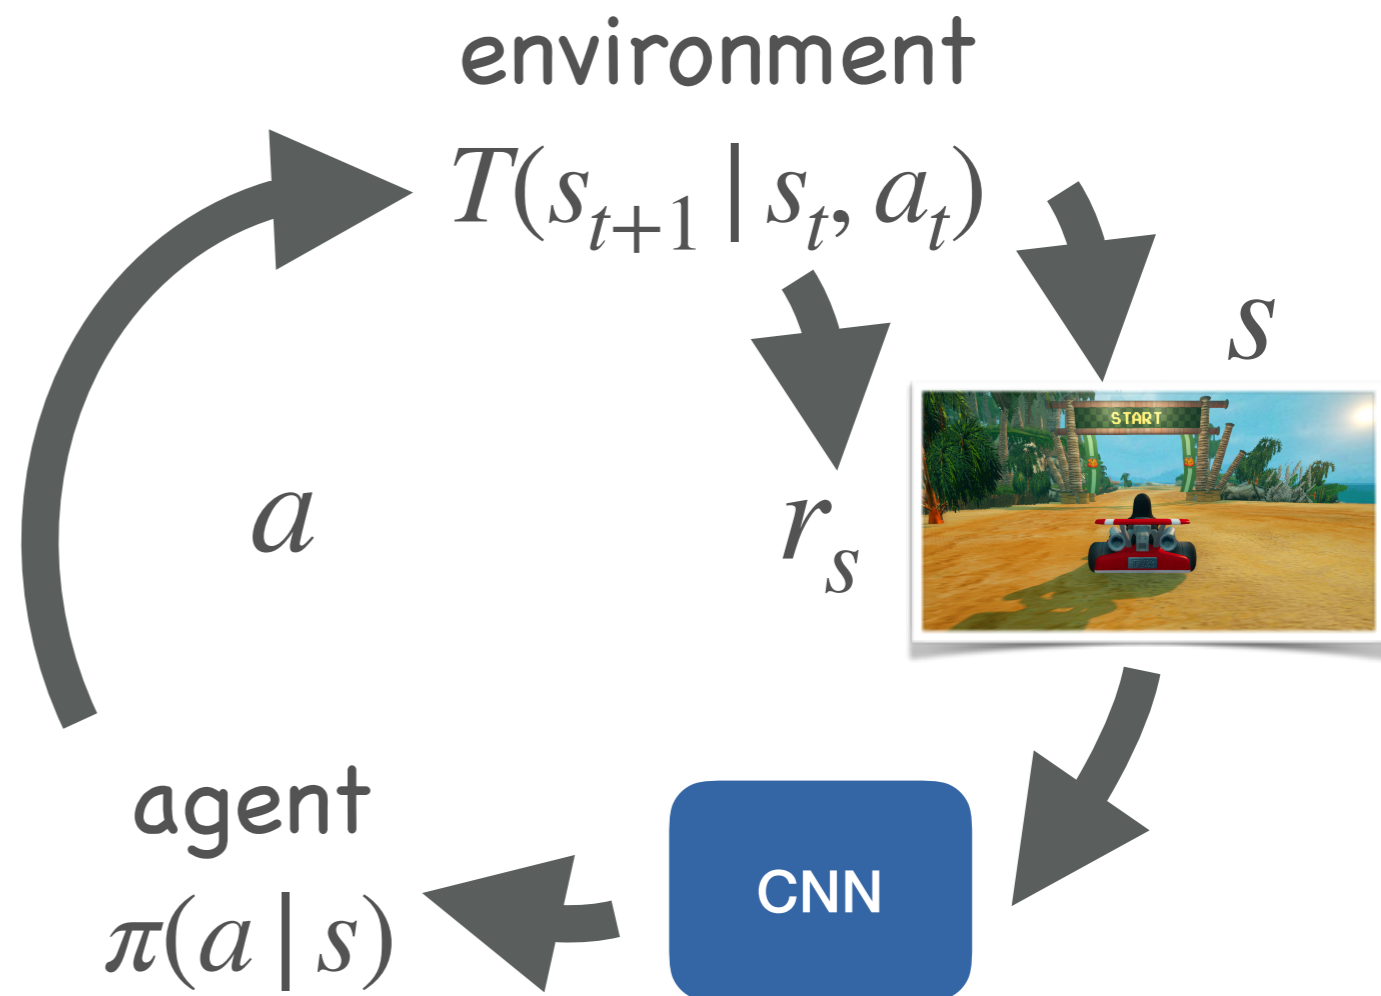 environment
T(s_{t+1} | s_t, a_t)
s
START
a
r_s
agent
π(a | s)
CNN